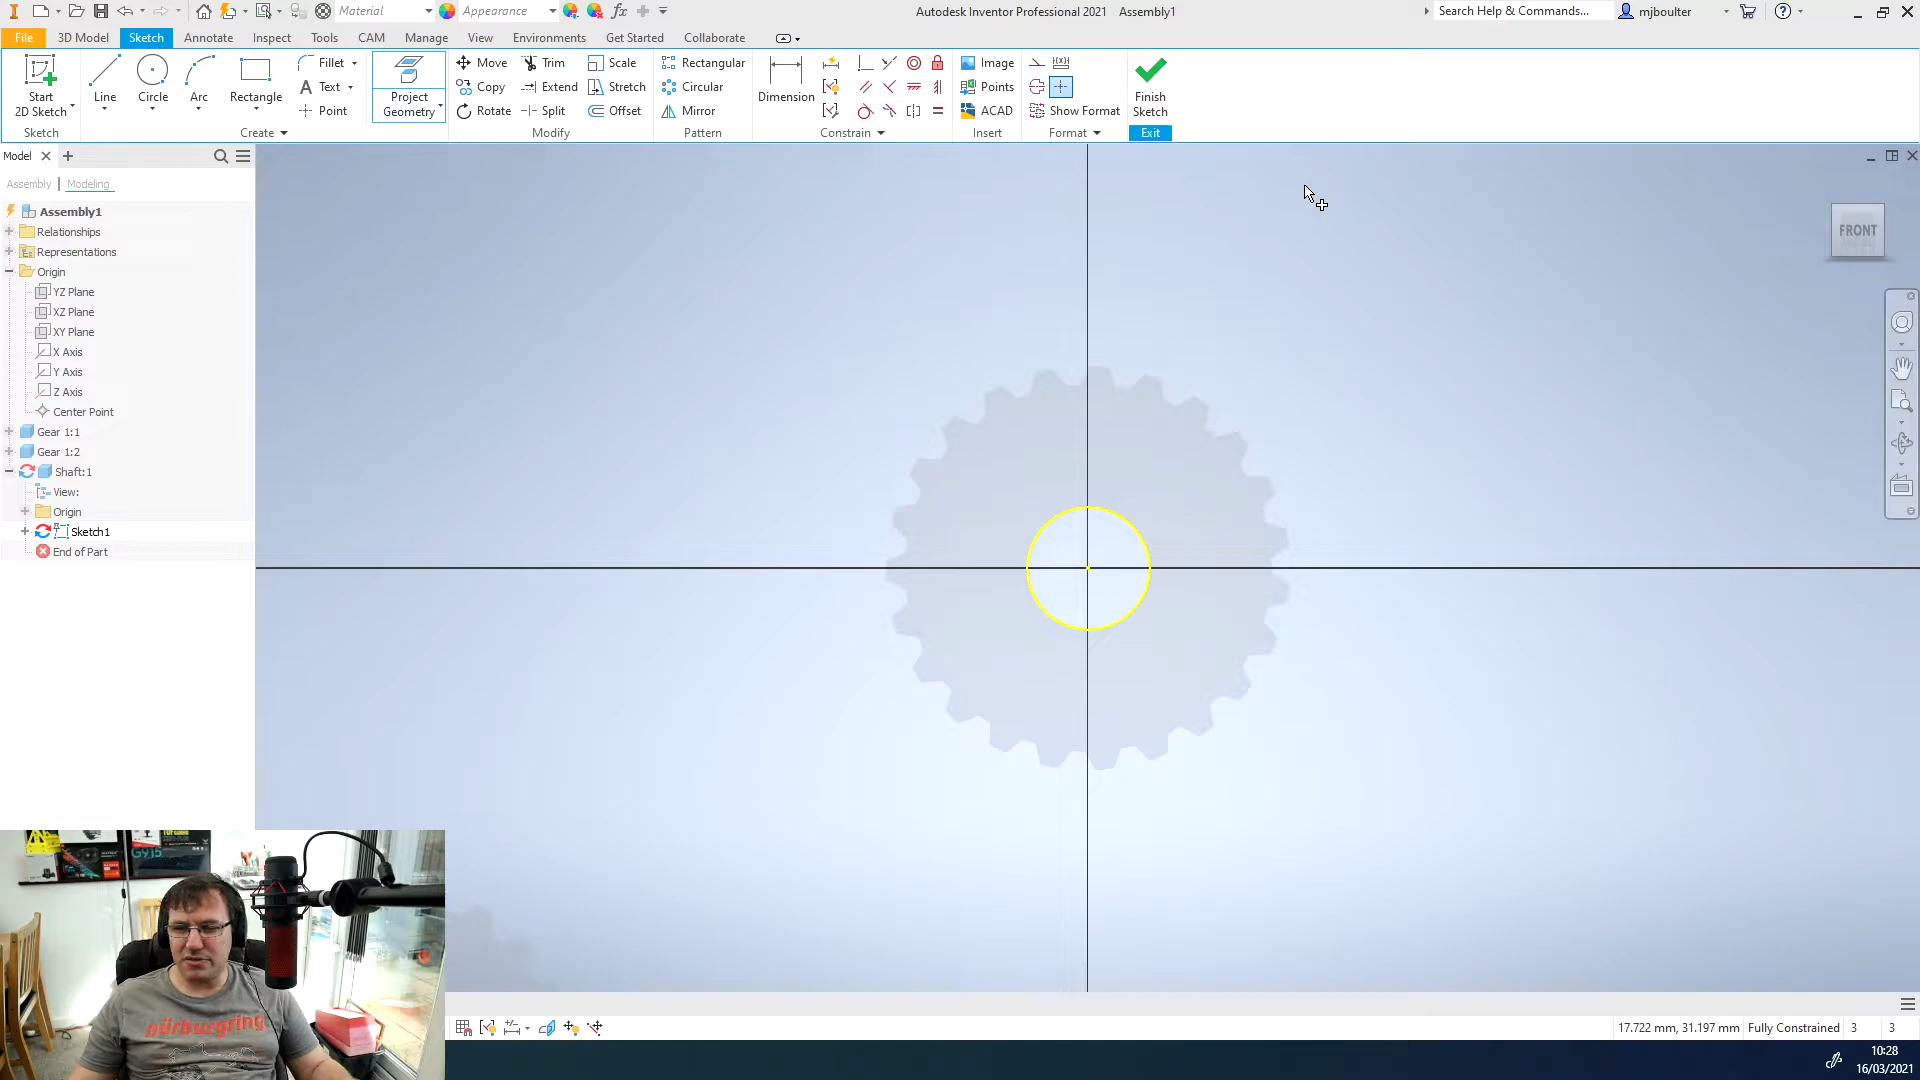 Material
Appearance
Autodesk Inventor Professional 2021 Assembly1
Search Help & Commands...
mjboulter
File
3D Model
Sketch
Annotate
Inspect
Tools
CAM
Manage
View
Environments
Get Started
Collaborate
Start
2D Sketch
Line
Circle
Arc
Rectangle
Fillet
Text
Point
Project
Geometry
Move
Copy
Rotate
Trim
Extend
Split
Scale
Stretch
Offset
Rectangular
Circular
Mirror
Dimension
Image
Points
ACAD
Show Format
Finish
Sketch
Sketch
Create
Modify
Pattern
Constrain
Insert
Format
Exit
Model
Assembly | Modeling
Assembly1
Relationships
Representations
Origin
YZ Plane
XZ Plane
XY Plane
X Axis
Y Axis
Z Axis
Center Point
Gear 1:1
Gear 1:2
Shaft:1
View:
Origin
Sketch1
End of Part
FRONT
G915
nürburgring
17.722 mm, 31.197 mm Fully Constrained 3 3
10:28
16/03/2021